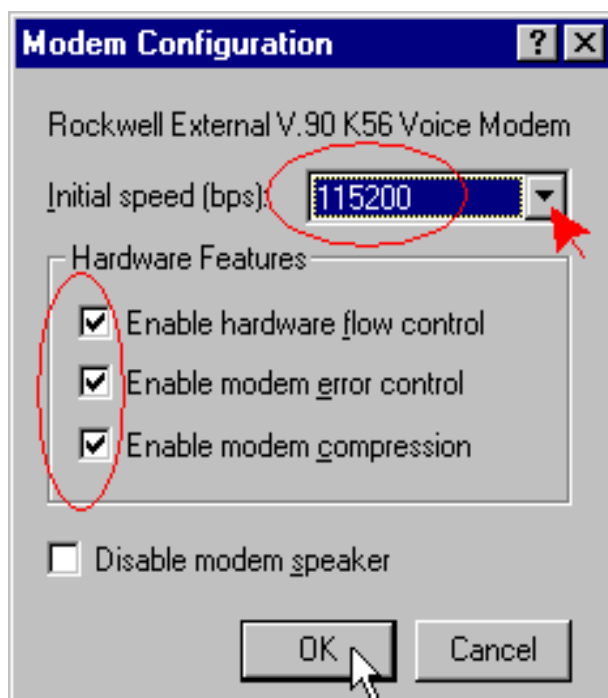 Modem Configuration
Rockwell External V.90 K56 Voice Modem
Initial speed (bps): 115200
Hardware Features
Enable hardware flow control
Enable modem error control
Enable modem compression
Disable modem speaker
OK Cancel